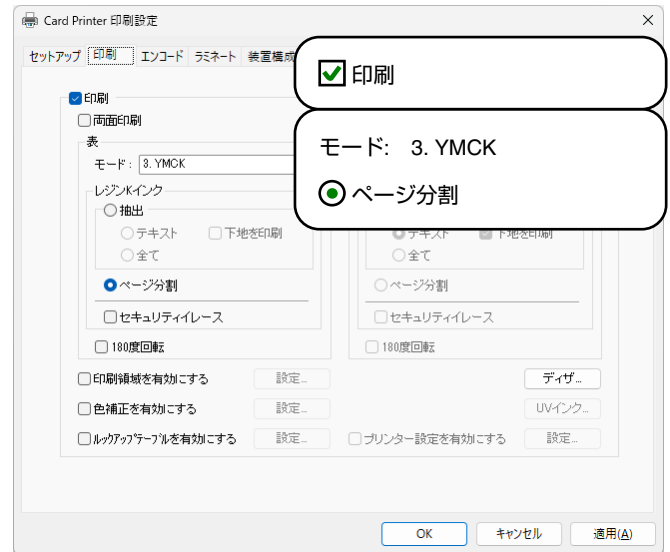 Card Printer 印刷設定
セットアップ 印刷 エンコード ラミネート 装置構成
印刷
モード: 3. YMCK
ページ分割
印刷
両面印刷
表
モード: 3. YMCK
レジンKインク
抽出
テキスト 下地を印刷
全て
ページ分割
セキュリティイレース
180度回転
テキスト 下地を印刷
全て
ページ分割
セキュリティイレース
180度回転
印刷領域を有効にする 設定... ディザ...
色補正を有効にする 設定... UVインク...
ルックアップテーブルを有効にする 設定... プリンター設定を有効にする 設定...
OK キャンセル 適用(A)